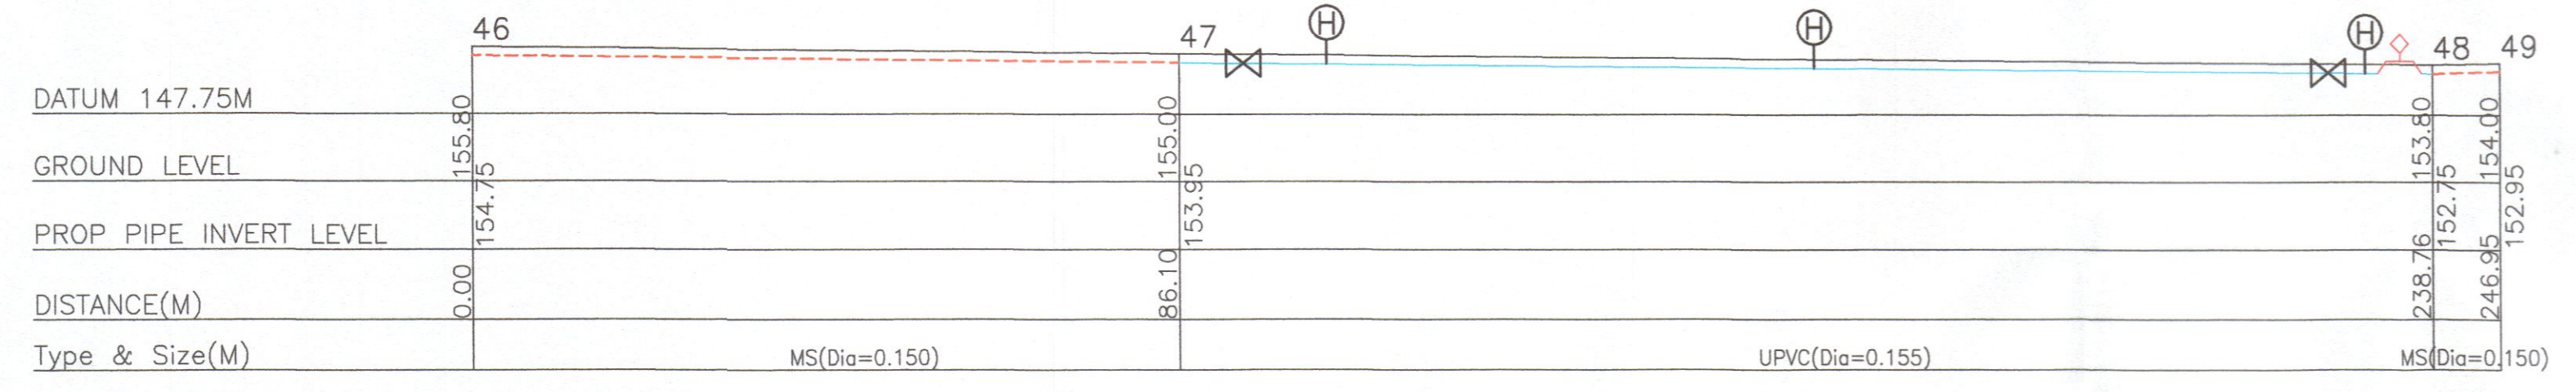 46 47 H H H 48 49
DATUM 147.75M
GROUND LEVEL 155.80 155.00 153.80 154.00
PROP PIPE INVERT LEVEL 154.75 153.95 152.75 152.95
DISTANCE(M) 0.00 86.10 238.76 246.95
Type & Size(M) MS(Dia=0.150) UPVC(Dia=0.155) MS(Dia=0.150)